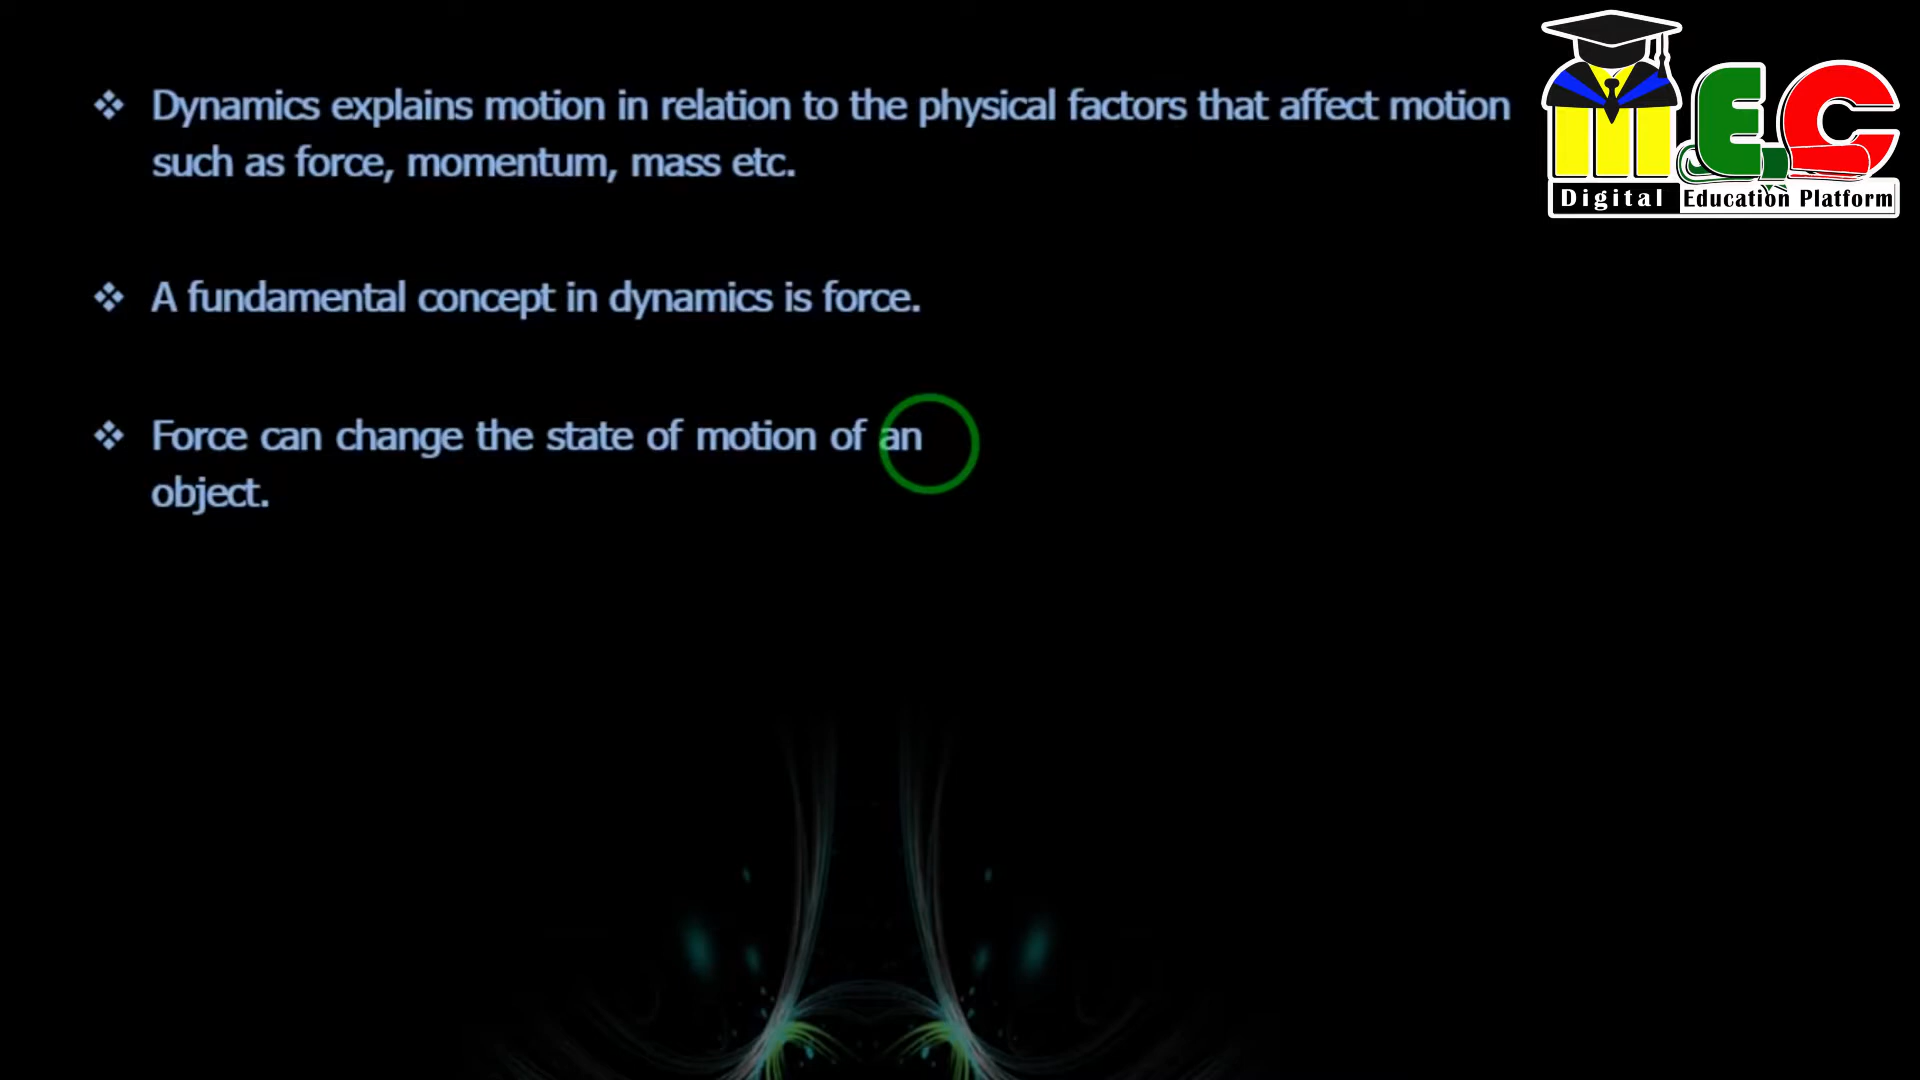 Dynamics explains motion in relation to the physical factors that affect motion
such as force, momentum, mass etc.
A fundamental concept in dynamics is force.
Force can change the state of motion of an
object.
MEC
Digital Education Platform